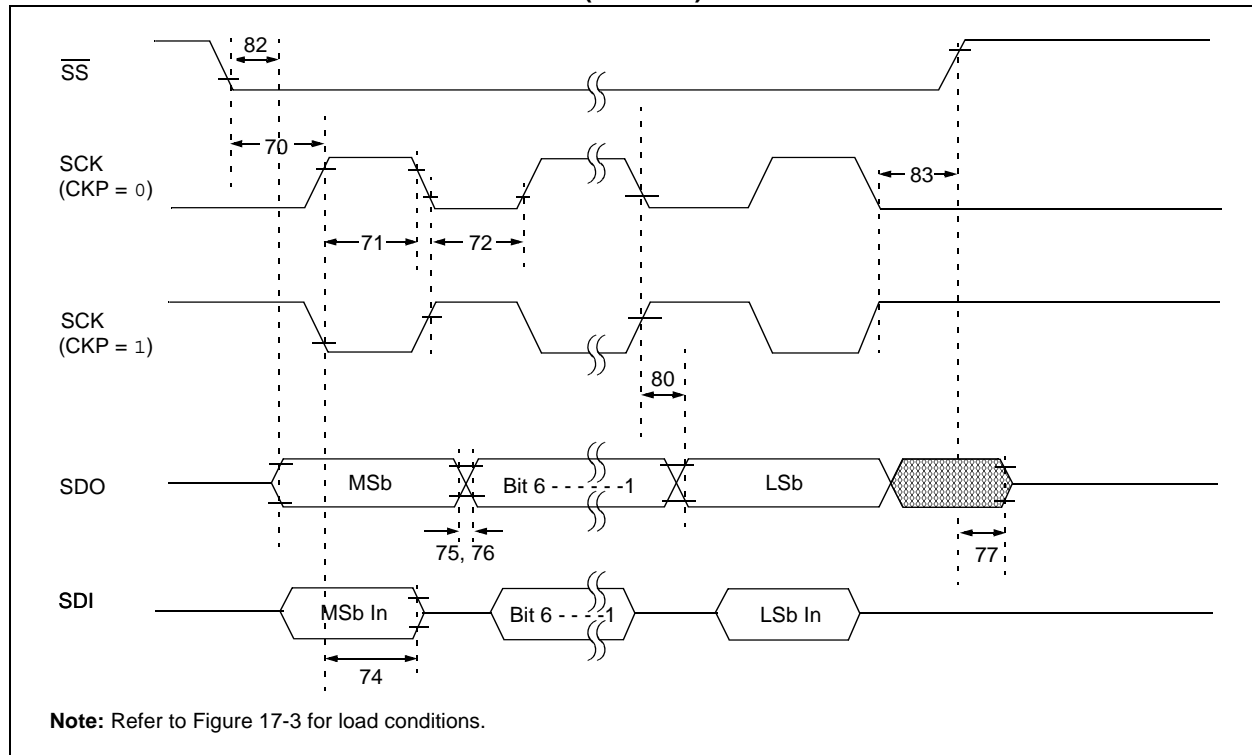 82
SS
70
SCK
(CKP = 0)
83
71
72
SCK
(CKP = 1)
80
SDO
MSb
Bit 6 - - - - - -1
LSb
75, 76
77
SDI
MSb In
Bit 6 - - - -1
LSb In
74
Note: Refer to Figure 17-3 for load conditions.